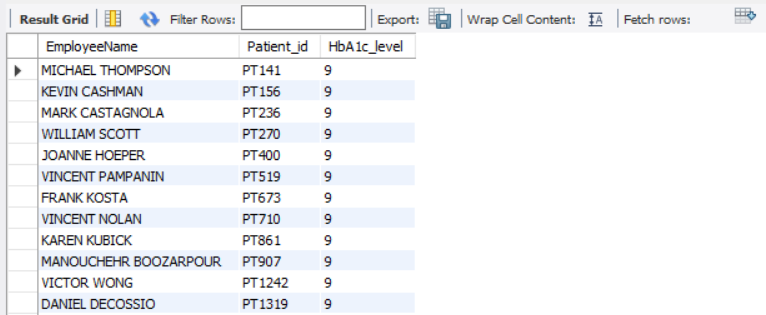 Result Grid Filter Rows: Export: Wrap Cell Content: IA Fetch rows:
EmployeeName Patient_id HbA1c_level
MICHAEL THOMPSON PT141 9
KEVIN CASHMAN PT156 9
MARK CASTAGNOLA PT236 9
WILLIAM SCOTT PT270 9
JOANNE HOEPER PT400 9
VINCENT PAMPANIN PT519 9
FRANK KOSTA PT673 9
VINCENT NOLAN PT710 9
KAREN KUBICK PT861 9
MANOUCHEHR BOOZARPOUR PT907 9
VICTOR WONG PT1242 9
DANIEL DECOSSIO PT1319 9